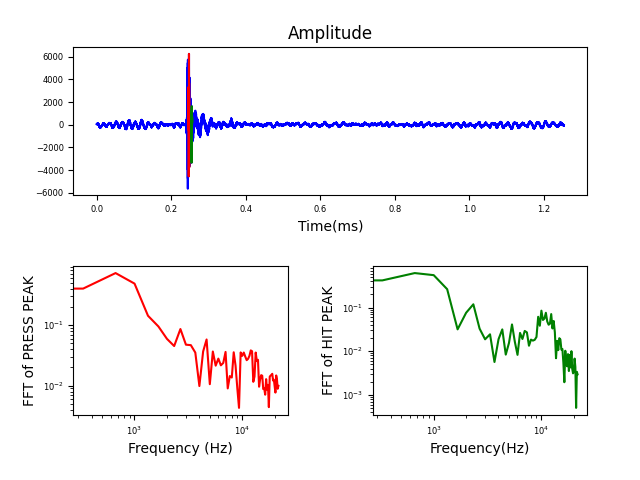 Amplitude
6000
4000
2000
0
−2000
−4000
−6000
0.0 0.2 0.4 0.6 0.8 1.0 1.2
Time(ms)
FFT of PRESS PEAK
10⁻¹
10⁻²
10³ 10⁴
Frequency (Hz)
FFT of HIT PEAK
10⁻¹
10⁻²
10⁻³
10³ 10⁴
Frequency(Hz)